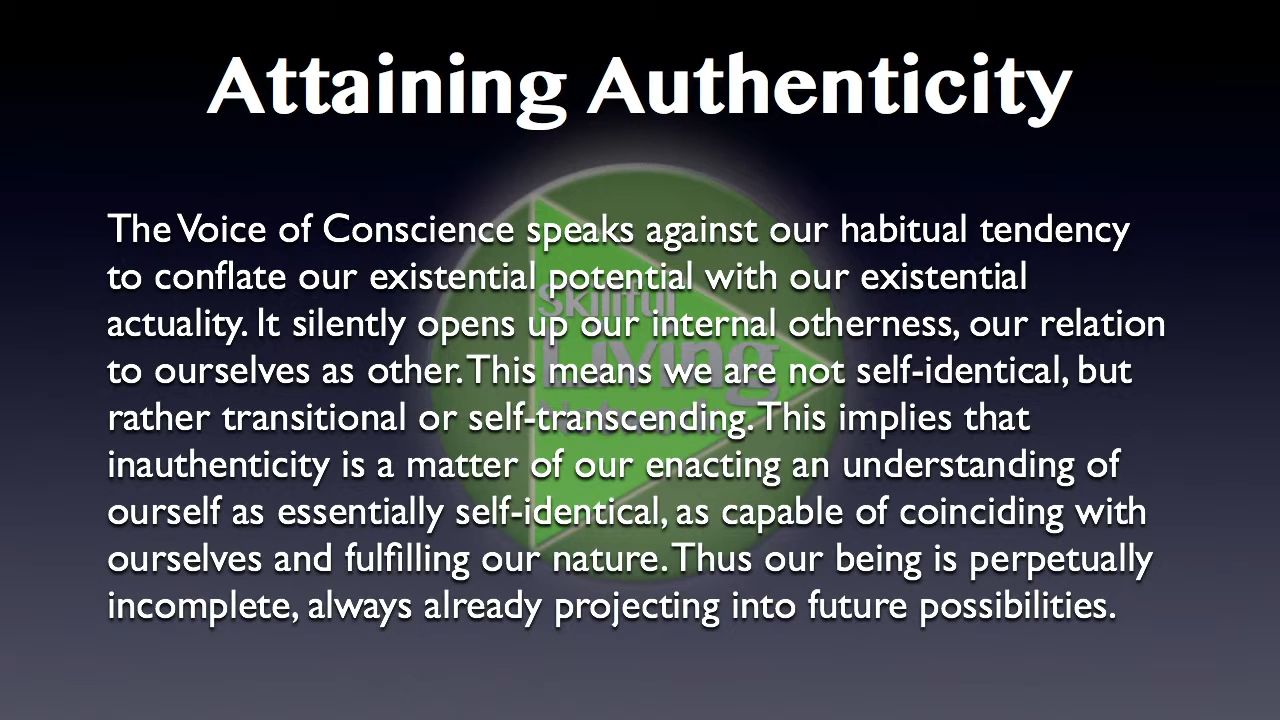 Attaining Authenticity
The Voice of Conscience speaks against our habitual tendency
to conflate our existential potential with our existential
actuality. It silently opens up our internal otherness, our relation
to ourselves as other. This means we are not self-identical, but
rather transitional or self-transcending. This implies that
inauthenticity is a matter of our enacting an understanding of
ourself as essentially self-identical, as capable of coinciding with
ourselves and fulfilling our nature. Thus our being is perpetually
incomplete, always already projecting into future possibilities.
Skillful
Living